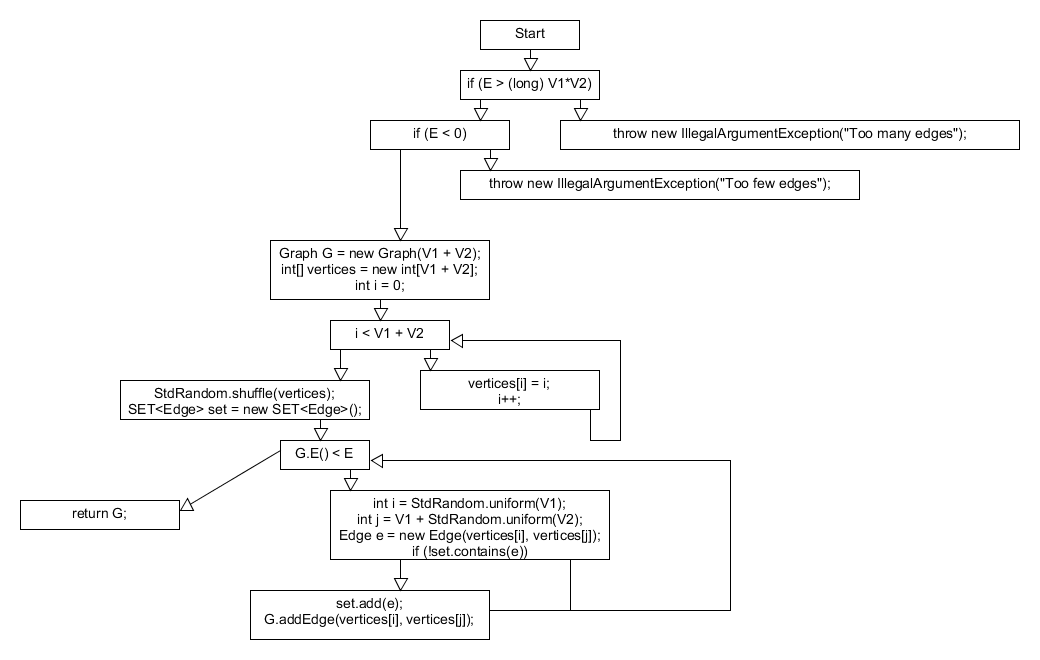 Start
if (E > (long) V1*V2)
if (E < 0)
throw new IllegalArgumentException("Too many edges");
throw new IllegalArgumentException("Too few edges");
Graph G = new Graph(V1 + V2);
int[] vertices = new int[V1 + V2];
int i = 0;
i < V1 + V2
StdRandom.shuffle(vertices);
SET<Edge> set = new SET<Edge>();
vertices[i] = i;
i++;
G.E() < E
return G;
int i = StdRandom.uniform(V1);
int j = V1 + StdRandom.uniform(V2);
Edge e = new Edge(vertices[i], vertices[j]);
if (!set.contains(e))
set.add(e);
G.addEdge(vertices[i], vertices[j]);